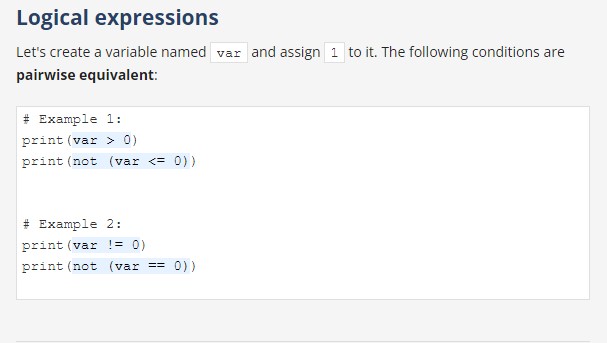 Logical expressions
Let's create a variable named var and assign 1 to it. The following conditions are
pairwise equivalent:
# Example 1:
print(var > 0)
print(not (var <= 0))
# Example 2:
print(var != 0)
print(not (var == 0))